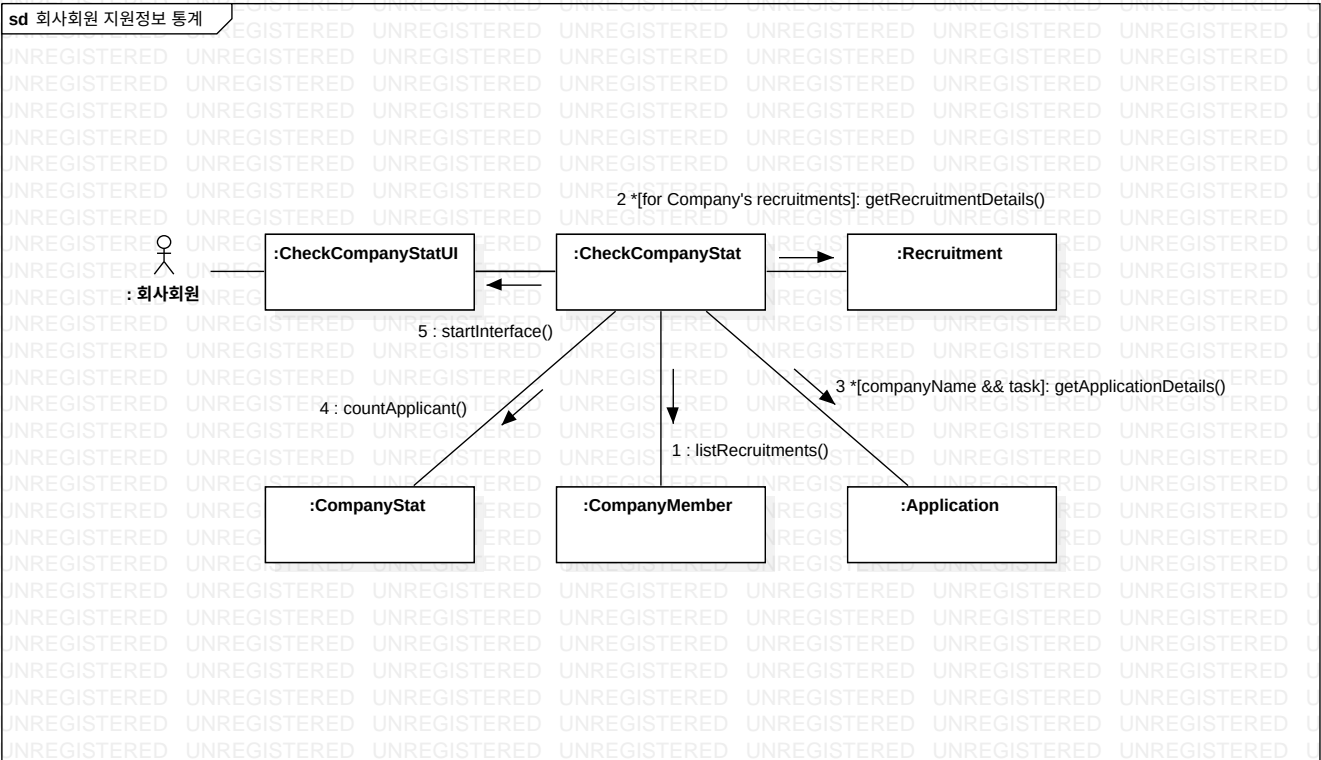 sd 회사회원 지원정보 통계
2 *[for Company's recruitments]: getRecruitmentDetails()
:CheckCompanyStatUI
:CheckCompanyStat
:Recruitment
: 회사회원
5 : startInterface()
3 *[companyName && task]: getApplicationDetails()
4 : countApplicant()
1 : listRecruitments()
:CompanyStat
:CompanyMember
:Application
UNREGISTERED